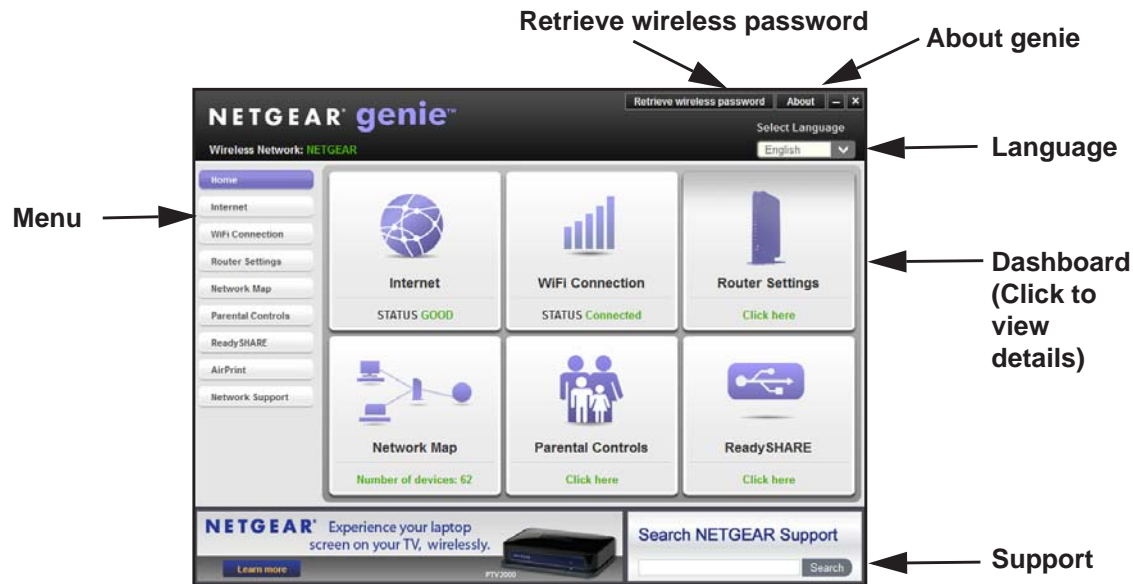 Retrieve wireless password
About genie
Retrieve wireless password About
NETGEAR® genie™
Select Language
Wireless Network: NETGEAR
English
Language
Menu
Home
Internet
WiFi Connection
Router Settings
Network Map
Parental Controls
ReadySHARE
AirPrint
Network Support
Internet
STATUS GOOD
WiFi Connection
STATUS Connected
Router Settings
Click here
Network Map
Number of devices: 62
Parental Controls
Click here
ReadySHARE
Click here
Dashboard
(Click to
view
details)
NETGEAR®
Experience your laptop
screen on your TV, wirelessly.
Learn more
PTV2000
Search NETGEAR Support
Search
Support